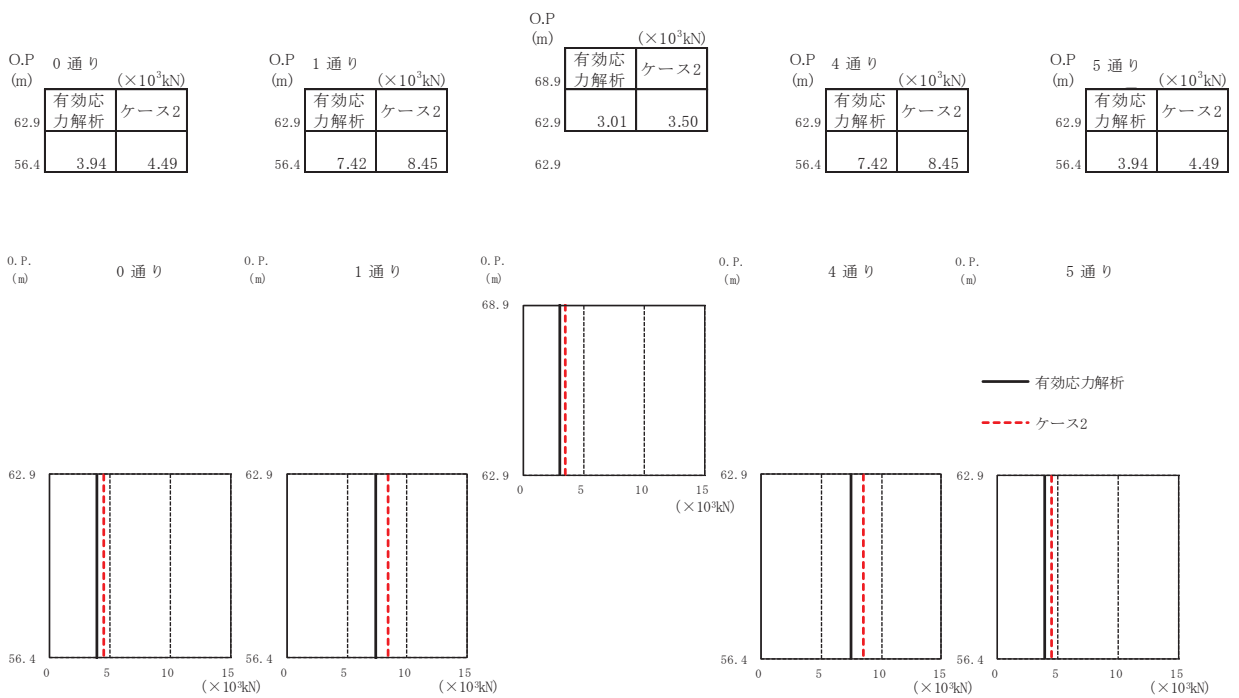 O.P 0 通り
(m) (×10³kN)
有効応力解析 ケース2
62.9
56.4 3.94 4.49
O.P 1 通り
(m) (×10³kN)
有効応力解析 ケース2
62.9
56.4 7.42 8.45
O.P
(m) (×10³kN)
有効応力解析 ケース2
68.9
62.9 3.01 3.50
62.9
O.P 4 通り
(m) (×10³kN)
有効応力解析 ケース2
62.9
56.4 7.42 8.45
O.P 5 通り
(m) (×10³kN)
有効応力解析 ケース2
62.9
56.4 3.94 4.49
O. P.
(m) 0 通り
62.9
56.4
0 5 10 15
(×10³kN)
O. P.
(m) 1 通り
62.9
56.4
0 5 10 15
(×10³kN)
O. P.
(m)
68.9
62.9
0 5 10 15
(×10³kN)
O. P.
(m) 4 通り
62.9
56.4
0 5 10 15
(×10³kN)
O. P.
(m) 5 通り
有効応力解析
ケース2
62.9
56.4
0 5 10 15
(×10³kN)